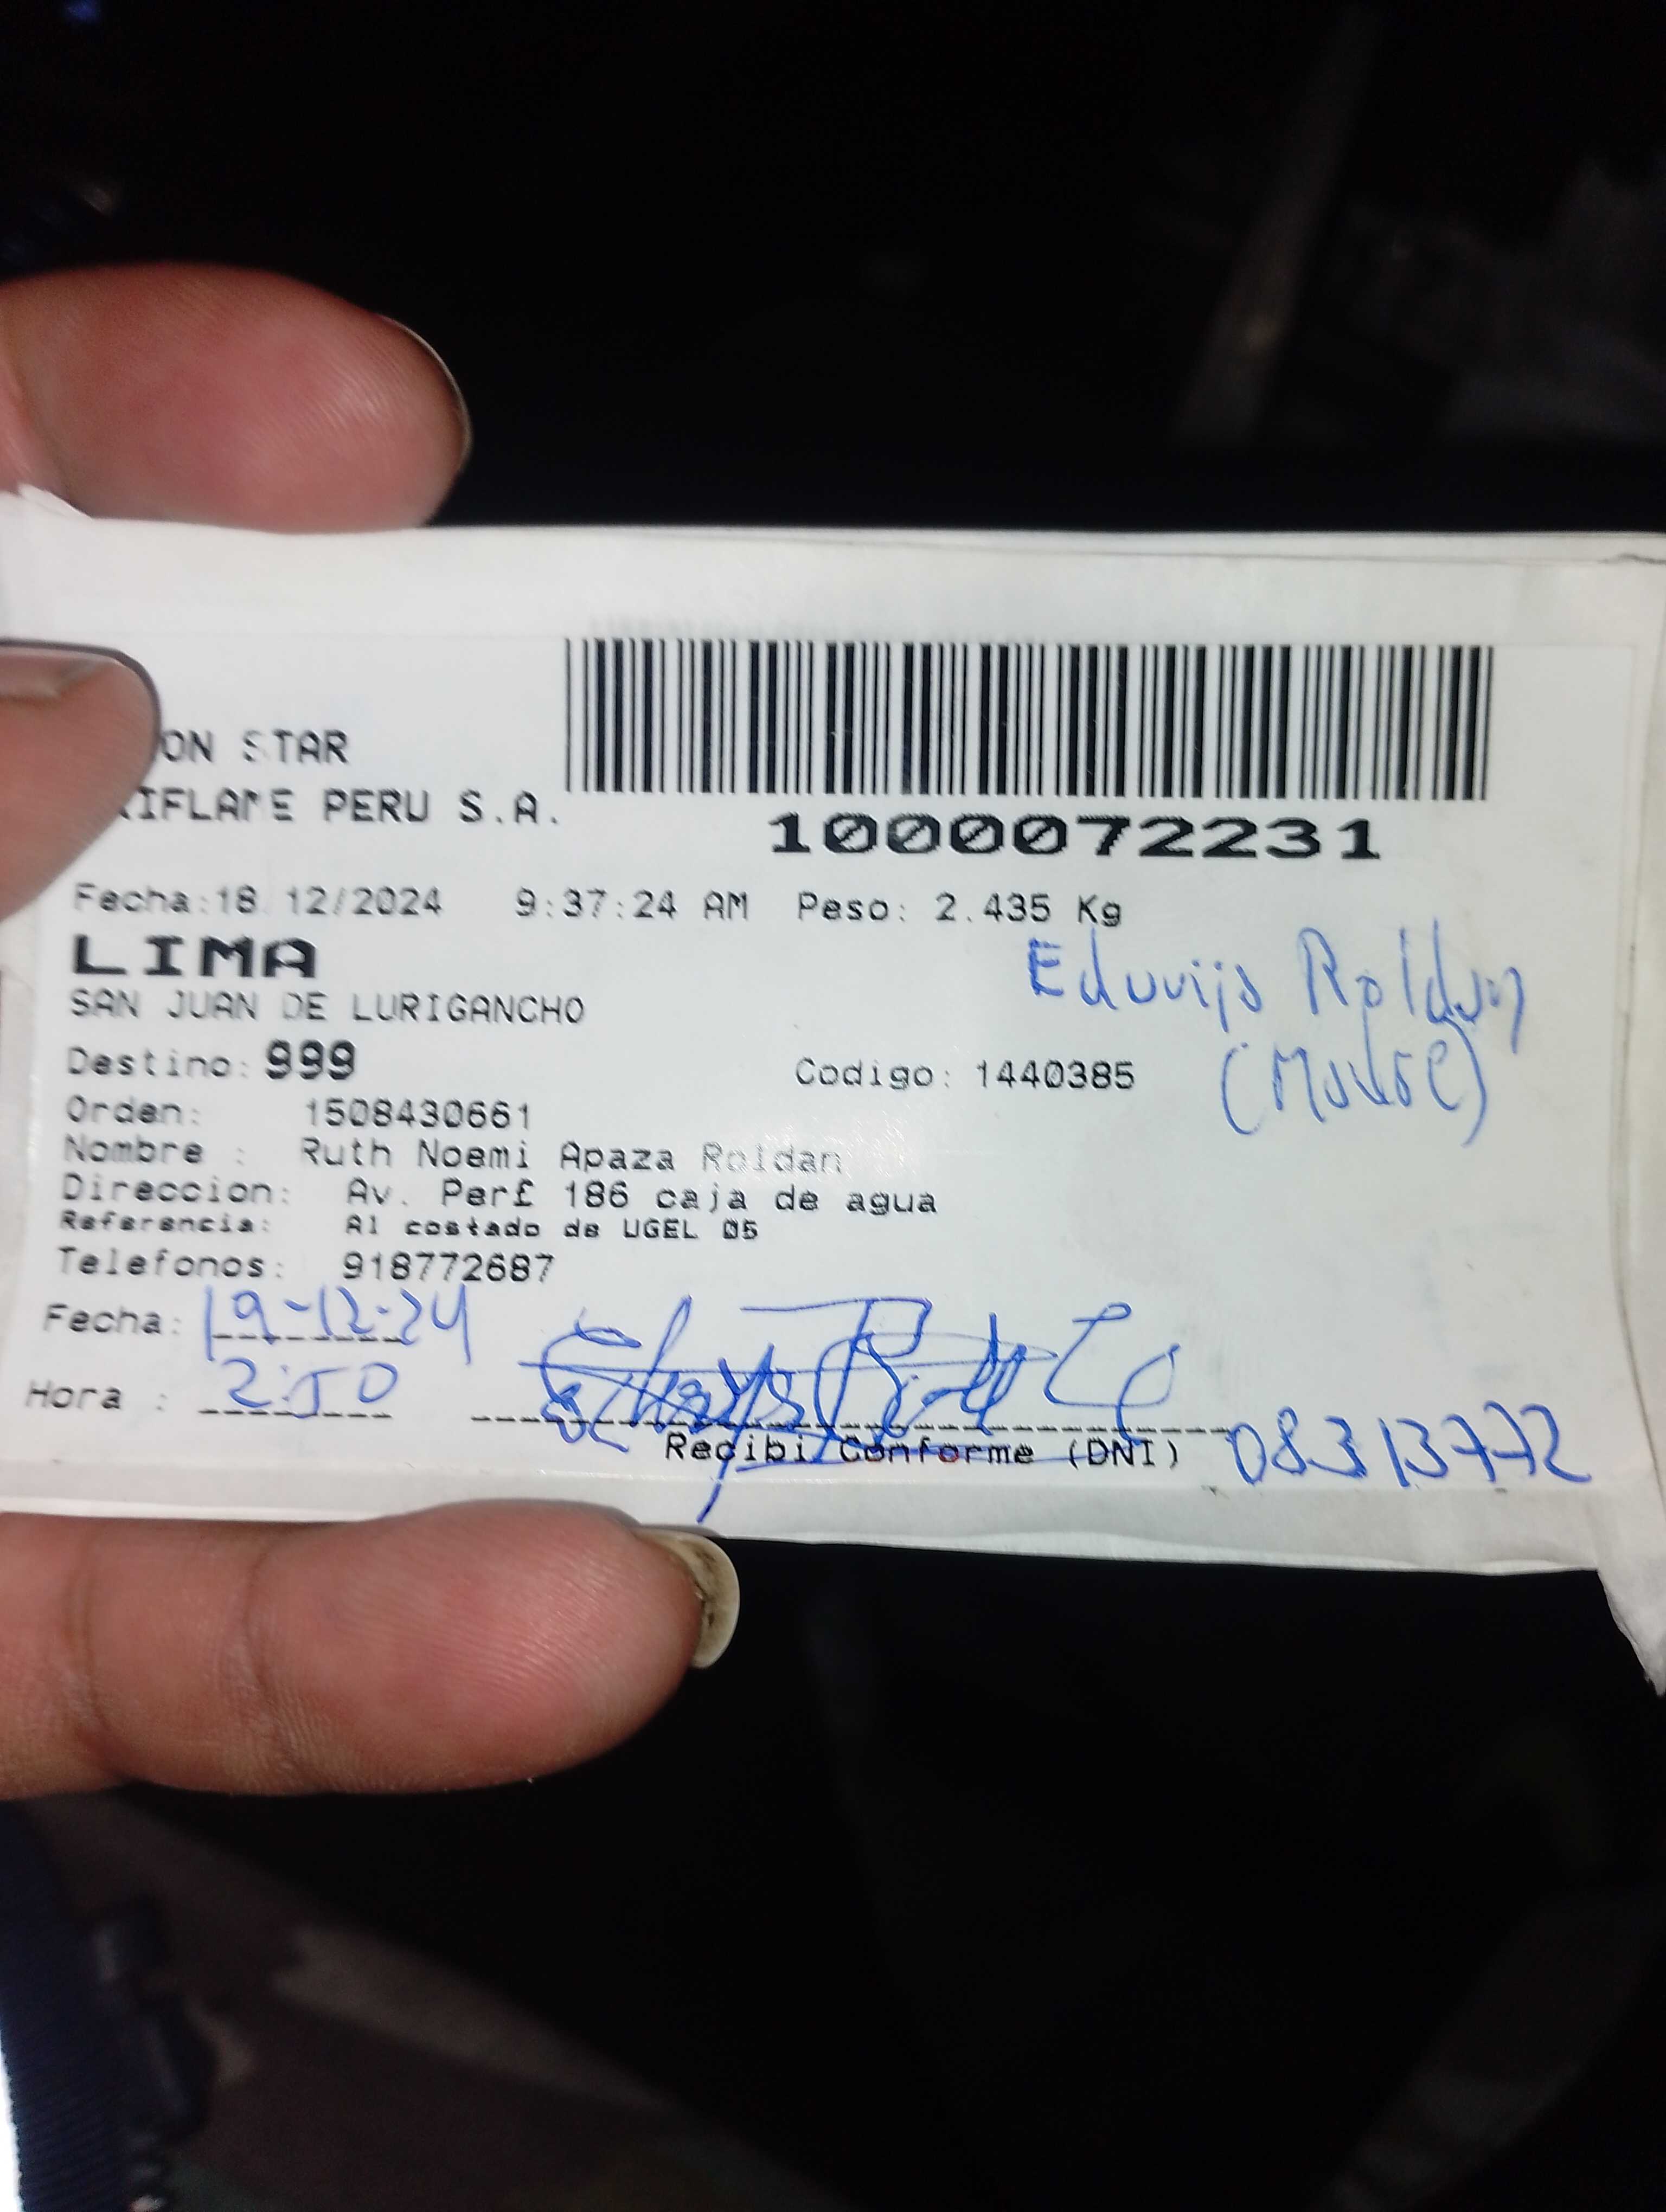 ON STAR
RIFLAME PERU S.A.
1000072231
Fecha:18/12/2024 9:37:24 AM Peso: 2.435 Kg
LIMA
SAN JUAN DE LURIGANCHO
Eduvijs Roldan
(Madre)
Destino: 999 Codigo: 1440385
Orden: 1508430661
Nombre : Ruth Noemi Apaza Roldan
Direccion: Av. Per£ 186 caja de agua
Referencia: Al costado de UGEL 05
Telefonos: 918772687
Fecha: 19-12-24
Hora : 2:50
Recibi Conforme (DNI) 08313772